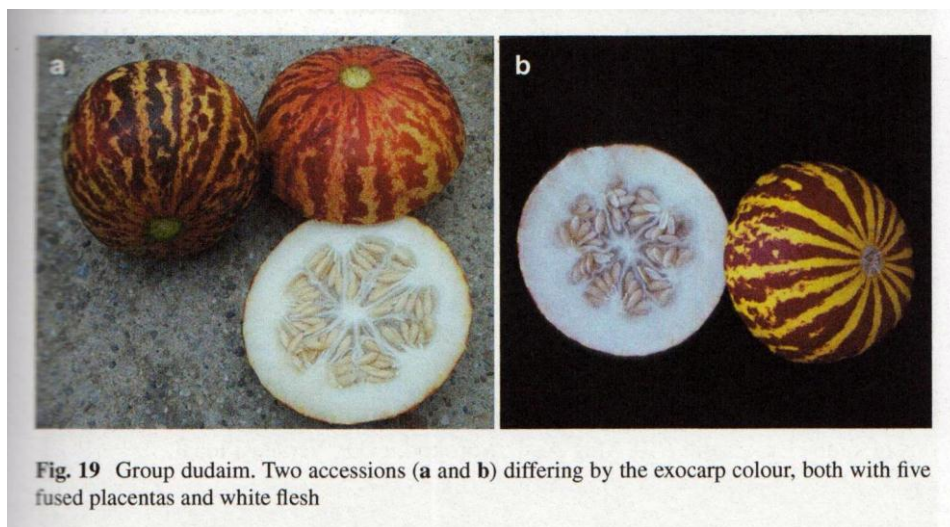 a
b
Fig. 19 Group dudaim. Two accessions (a and b) differing by the exocarp colour, both with five
fused placentas and white flesh